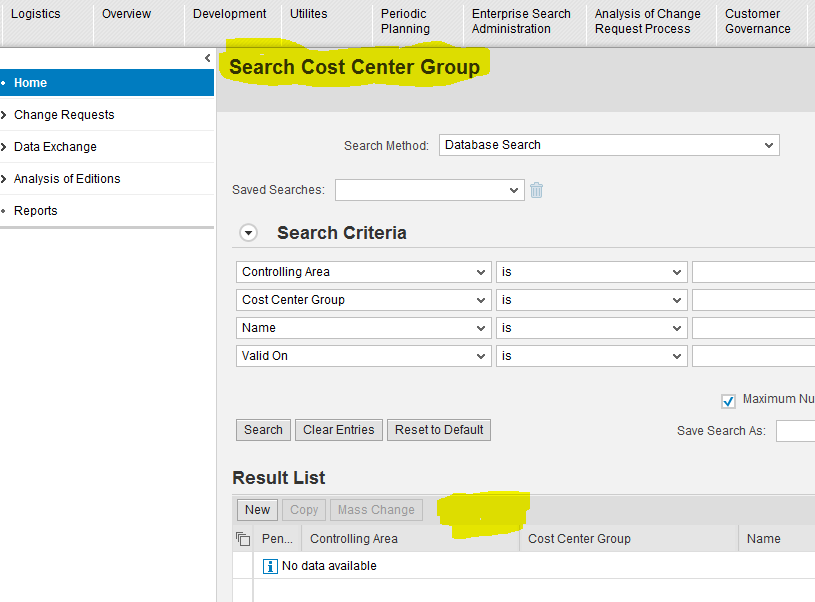 Logistics
Overview
Development
Utilites
Periodic
Planning
Enterprise Search
Administration
Analysis of Change
Request Process
Customer
Governance
Home
Change Requests
Data Exchange
Analysis of Editions
Reports
Search Cost Center Group
Search Method: Database Search
Saved Searches:
Search Criteria
Controlling Area is
Cost Center Group is
Name is
Valid On is
Maximum Nu
Search Clear Entries Reset to Default Save Search As:
Result List
New Copy Mass Change
Pen... Controlling Area Cost Center Group Name
No data available